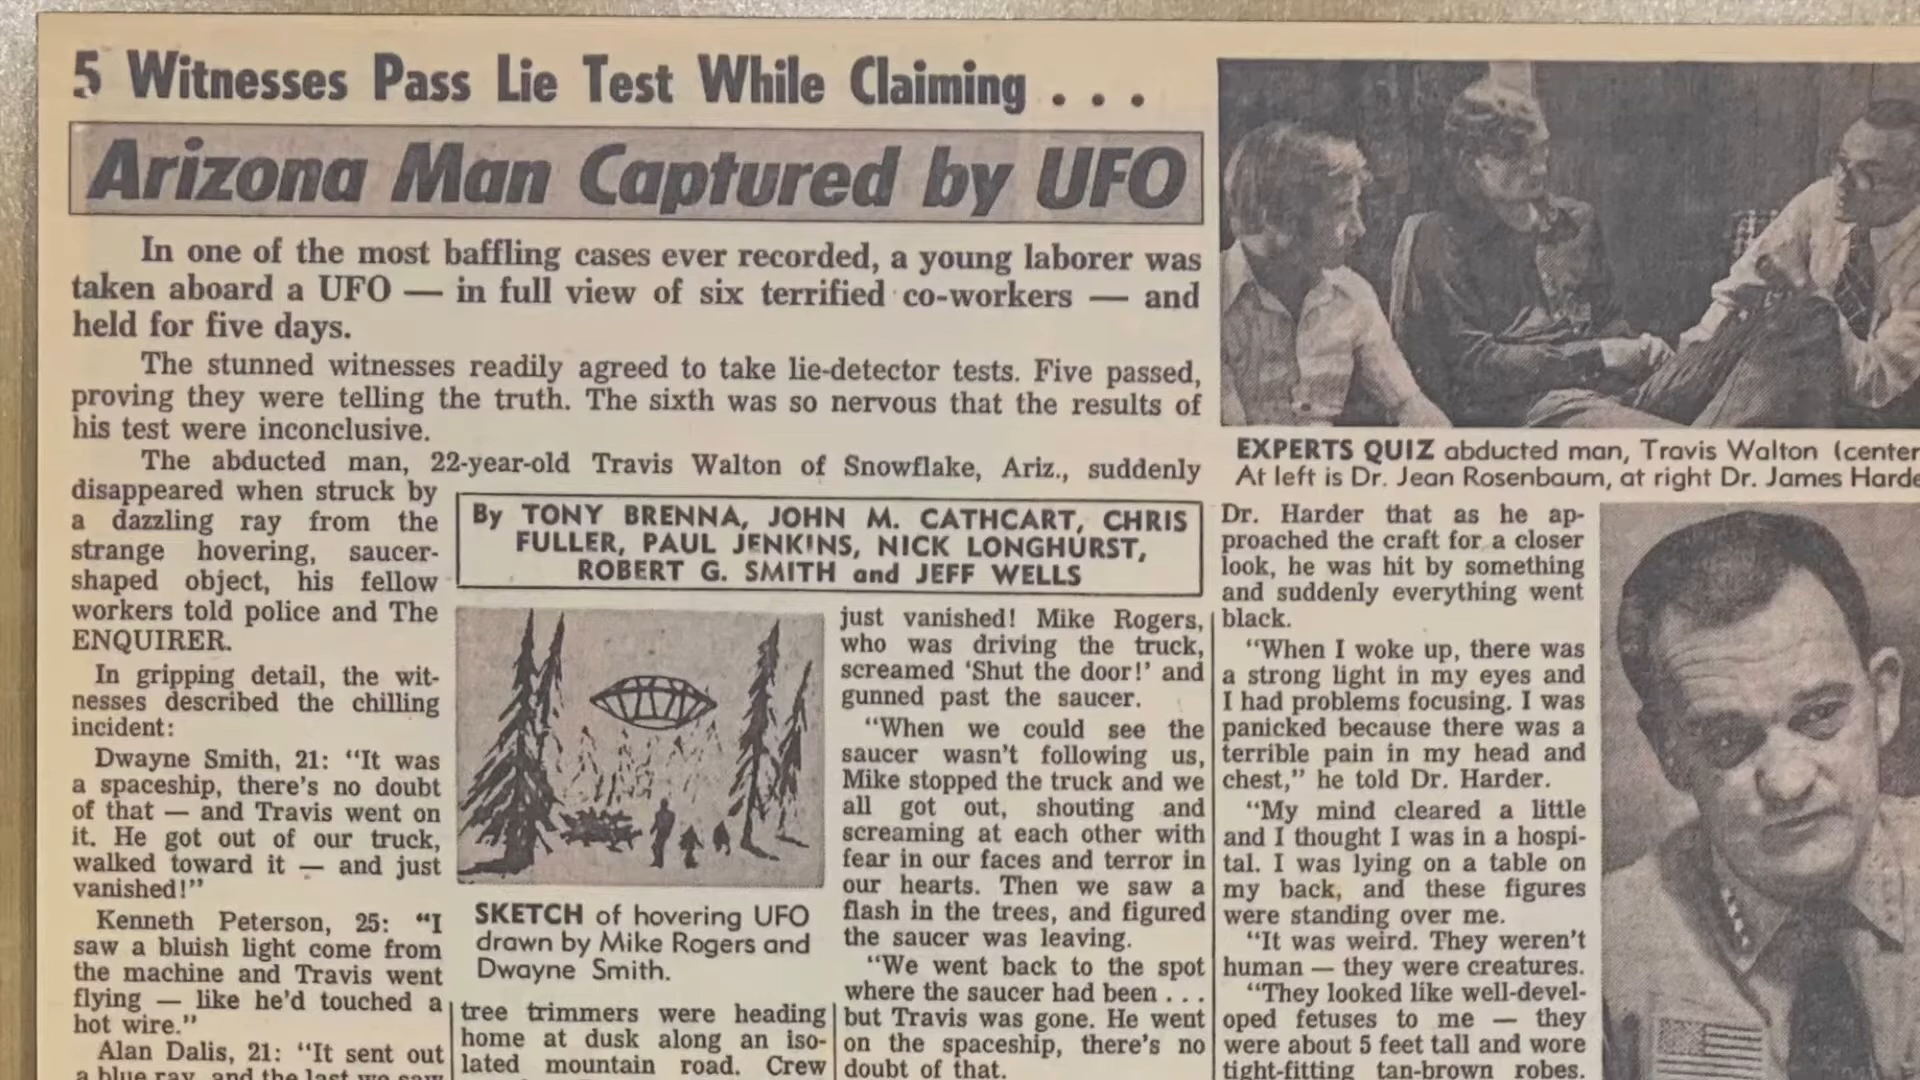 5 Witnesses Pass Lie Test While Claiming . . .
Arizona Man Captured by UFO
In one of the most baffling cases ever recorded, a young laborer was
taken aboard a UFO — in full view of six terrified co-workers — and
held for five days.
The stunned witnesses readily agreed to take lie-detector tests. Five passed,
proving they were telling the truth. The sixth was so nervous that the results of
his test were inconclusive.
The abducted man, 22-year-old Travis Walton of Snowflake, Ariz., suddenly
disappeared when struck by
a dazzling ray from the
strange hovering, saucer-
shaped object, his fellow
workers told police and The
ENQUIRER.
In gripping detail, the wit-
nesses described the chilling
incident:
Dwayne Smith, 21: “It was
a spaceship, there's no doubt
of that — and Travis went on
it. He got out of our truck,
walked toward it — and just
vanished!”
Kenneth Peterson, 25: “I
saw a bluish light come from
the machine and Travis went
flying — like he'd touched a
hot wire.”
Alan Dalis, 21: “It sent out
a blue ray, and the last we saw
By TONY BRENNA, JOHN M. CATHCART, CHRIS
FULLER, PAUL JENKINS, NICK LONGHURST,
ROBERT G. SMITH and JEFF WELLS
SKETCH of hovering UFO
drawn by Mike Rogers and
Dwayne Smith.
tree trimmers were heading
home at dusk along an iso-
lated mountain road. Crew
just vanished! Mike Rogers,
who was driving the truck,
screamed ‘Shut the door!’ and
gunned past the saucer.
“When we could see the
saucer wasn't following us,
Mike stopped the truck and we
all got out, shouting and
screaming at each other with
fear in our faces and terror in
our hearts. Then we saw a
flash in the trees, and figured
the saucer was leaving.
“We went back to the spot
where the saucer had been . . .
but Travis was gone. He went
on the spaceship, there's no
doubt of that.
EXPERTS QUIZ abducted man, Travis Walton (center
At left is Dr. Jean Rosenbaum, at right Dr. James Harde
Dr. Harder that as he ap-
proached the craft for a closer
look, he was hit by something
and suddenly everything went
black.
“When I woke up, there was
a strong light in my eyes and
I had problems focusing. I was
panicked because there was a
terrible pain in my head and
chest,” he told Dr. Harder.
“My mind cleared a little
and I thought I was in a hospi-
tal. I was lying on a table on
my back, and these figures
were standing over me.
“It was weird. They weren't
human — they were creatures.
“They looked like well-devel-
oped fetuses to me — they
were about 5 feet tall and wore
tight-fitting tan-brown robes.